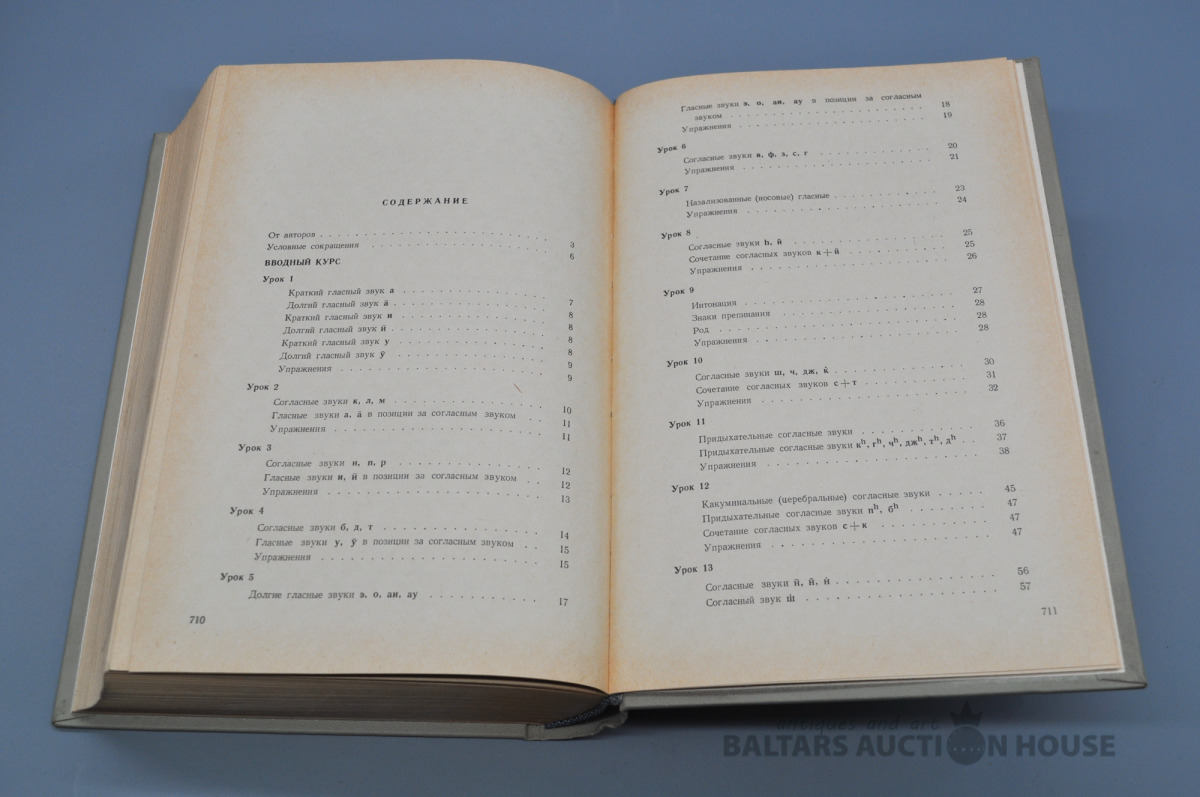 СОДЕРЖАНИЕ
От авторов . . . . . . . . . . . . . . . . . . . . 3
Условные сокращения . . . . . . . . . . . . . . . . 6
ВВОДНЫЙ КУРС
Урок 1
Краткий гласный звук а . . . . . . . . . . . . . 7
Долгий гласный звук а̄ . . . . . . . . . . . . . 8
Краткий гласный звук и . . . . . . . . . . . . . 8
Долгий гласный звук ӣ . . . . . . . . . . . . . 8
Краткий гласный звук у . . . . . . . . . . . . . 8
Долгий гласный звук ӯ . . . . . . . . . . . . . 9
Упражнения . . . . . . . . . . . . . . . . . . 9
Урок 2
Согласные звуки к, л, м . . . . . . . . . . . . 10
Гласные звуки а, а̄ в позиции за согласным звуком . . 11
Упражнения . . . . . . . . . . . . . . . . . . 11
Урок 3
Согласные звуки н, п, р . . . . . . . . . . . . 12
Гласные звуки и, ӣ в позиции за согласным звуком . . 12
Упражнения . . . . . . . . . . . . . . . . . . 13
Урок 4
Согласные звуки б, д, т . . . . . . . . . . . . 14
Гласные звуки у, ӯ в позиции за согласным звуком . . 15
Упражнения . . . . . . . . . . . . . . . . . . 15
Урок 5
Долгие гласные звуки э, о, аи, ау . . . . . . . . . 17
710
Гласные звуки э, о, аи, ау в позиции за согласным
звуком . . . . . . . . . . . . . . . . . . . 18
Упражнения . . . . . . . . . . . . . . . . . . 19
Урок 6
Согласные звуки в, ф, з, с, г . . . . . . . . . . 20
Упражнения . . . . . . . . . . . . . . . . . . 21
Урок 7
Назализованные (носовые) гласные . . . . . . . . . 23
Упражнения . . . . . . . . . . . . . . . . . . 24
Урок 8
Согласные звуки h, й . . . . . . . . . . . . . . 25
Сочетание согласных звуков к+й . . . . . . . . . . 25
Упражнения . . . . . . . . . . . . . . . . . . 26
Урок 9
Интонация . . . . . . . . . . . . . . . . . . 27
Знаки препинания . . . . . . . . . . . . . . . . 28
Род . . . . . . . . . . . . . . . . . . . . . 28
Упражнения . . . . . . . . . . . . . . . . . . 28
Урок 10
Согласные звуки ш, ч, дж, к̇ . . . . . . . . . . . 30
Сочетание согласных звуков с+т . . . . . . . . . . 31
Упражнения . . . . . . . . . . . . . . . . . . 32
Урок 11
Придыхательные согласные звуки . . . . . . . . . . 36
Придыхательные согласные звуки кʰ, гʰ, чʰ, джʰ, тʰ, дʰ . . 37
Упражнения . . . . . . . . . . . . . . . . . . 38
Урок 12
Какуминальные (церебральные) согласные звуки . . . . . 45
Придыхательные согласные звуки пʰ, бʰ . . . . . . . 47
Сочетание согласных звуков с+к . . . . . . . . . . 47
Упражнения . . . . . . . . . . . . . . . . . . 47
Урок 13
Согласные звуки . . . . . . . . . . . . 56
Согласный звук . . . . . . . . . . . . . . . 57
711
antiques and art
BALTARS AUCTION HOUSE